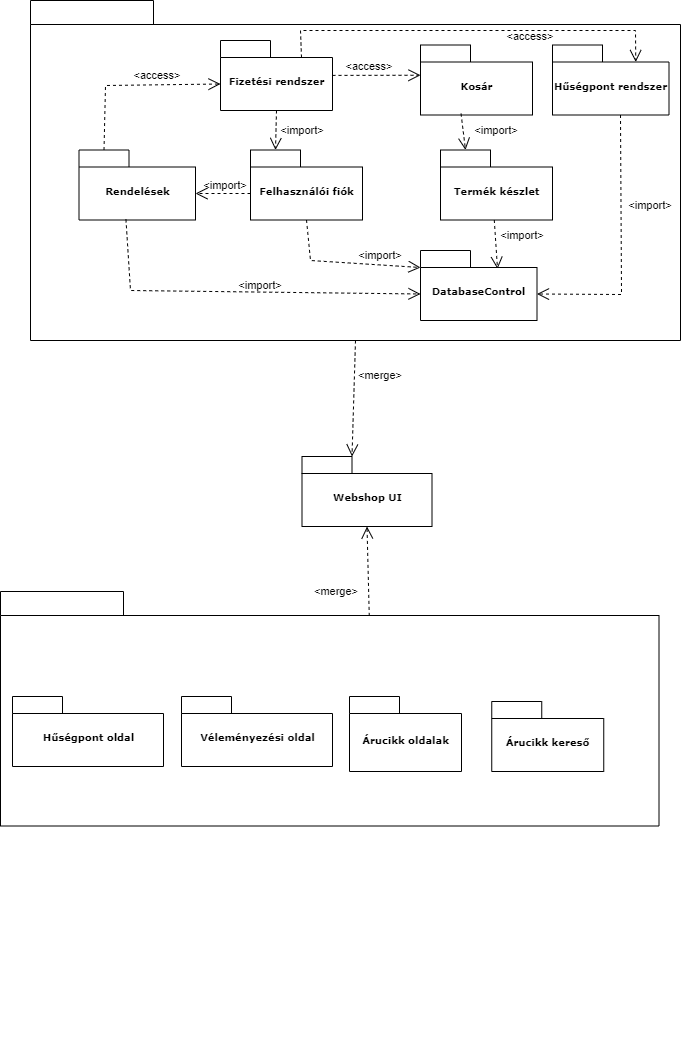 <access>
<access>
<access>
Fizetési rendszer
Kosár
Hűségpont rendszer
<import>
<import>
<import>
Rendelések
Felhasználói fiók
Termék készlet
<import>
<import>
<import>
<import>
DatabaseControl
<merge>
Webshop UI
<merge>
Hűségpont oldal
Véleményezési oldal
Árucikk oldalak
Árucikk kereső